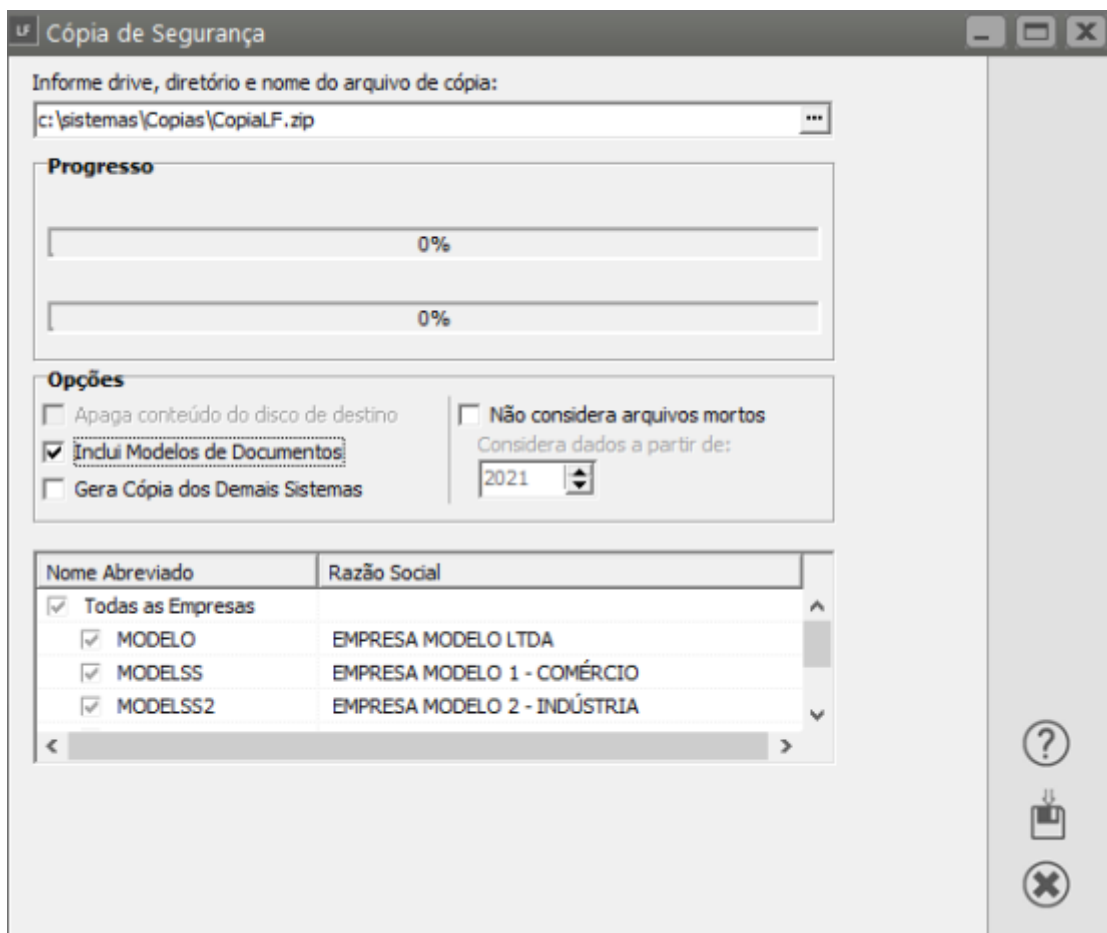 LF Cópia de Segurança
Informe drive, diretório e nome do arquivo de cópia:
c:\sistemas\Copias\CopiaLF.zip ...
Progresso
0%
0%
Opções
Apaga conteúdo do disco de destino
Inclui Modelos de Documentos
Gera Cópia dos Demais Sistemas
Não considera arquivos mortos
Considera dados a partir de:
2021
Nome Abreviado Razão Social
Todas as Empresas
MODELO EMPRESA MODELO LTDA
MODELSS EMPRESA MODELO 1 - COMÉRCIO
MODELSS2 EMPRESA MODELO 2 - INDÚSTRIA
?